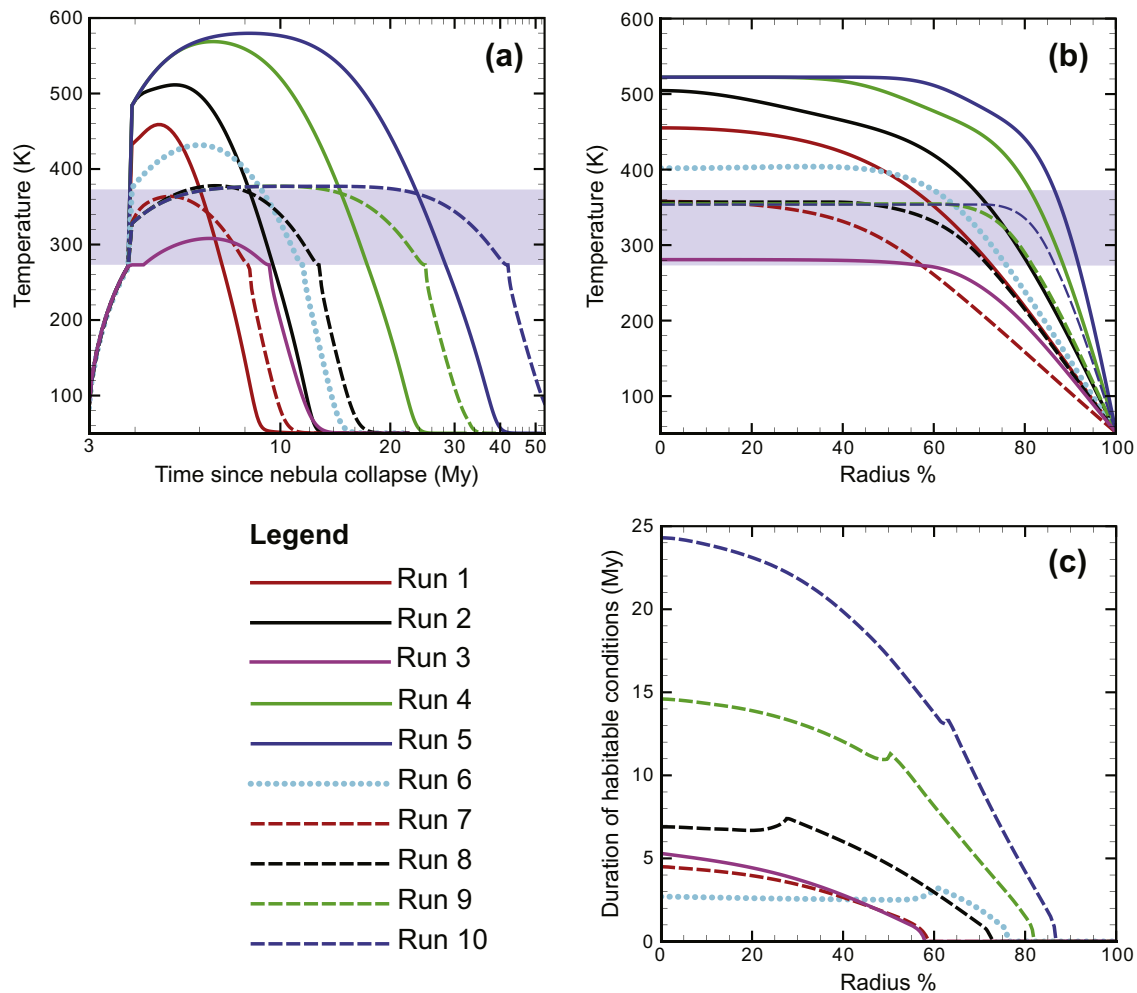 (a)
Temperature (K)
600
500
400
300
200
100
3
10
20
30
40
50
Time since nebula collapse (My)
(b)
Temperature (K)
600
500
400
300
200
100
0
20
40
60
80
100
Radius %
Legend
Run 1
Run 2
Run 3
Run 4
Run 5
Run 6
Run 7
Run 8
Run 9
Run 10
(c)
Duration of habitable conditions (My)
25
20
15
10
5
0
0
20
40
60
80
100
Radius %